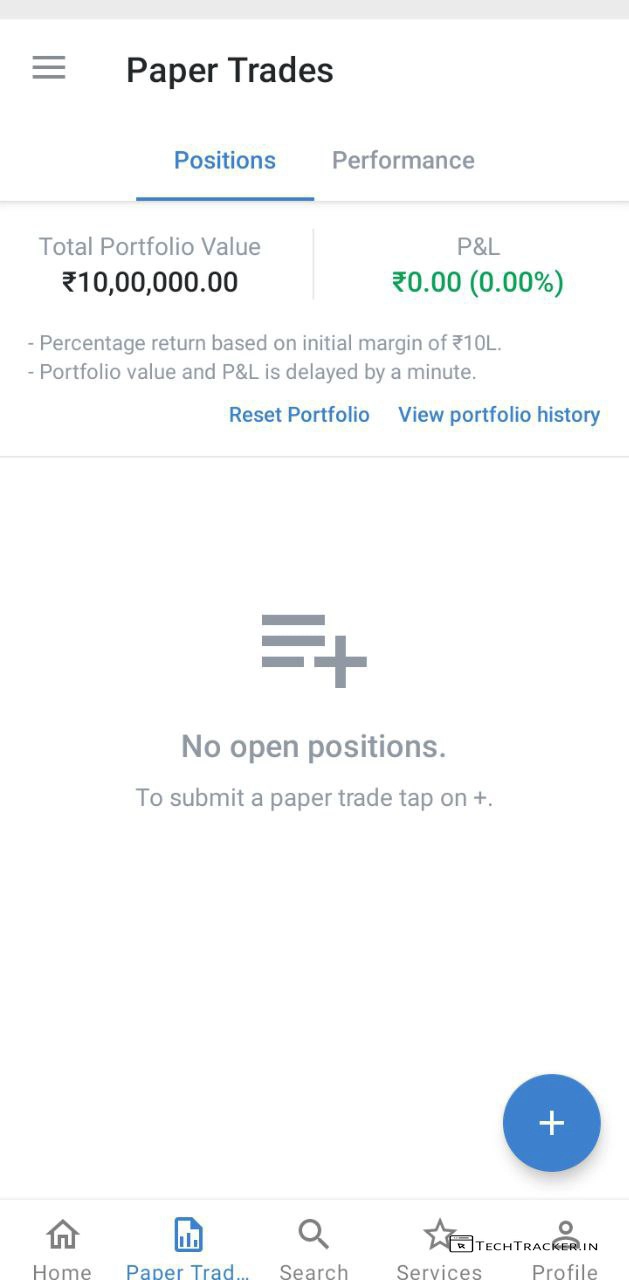 Paper Trades
Positions Performance
Total Portfolio Value P&L
₹10,00,000.00 ₹0.00 (0.00%)
- Percentage return based on initial margin of ₹10L.
- Portfolio value and P&L is delayed by a minute.
Reset Portfolio View portfolio history
No open positions.
To submit a paper trade tap on +.
+
TECHTRACKER.IN
Home Paper Trad... Search Services Profile